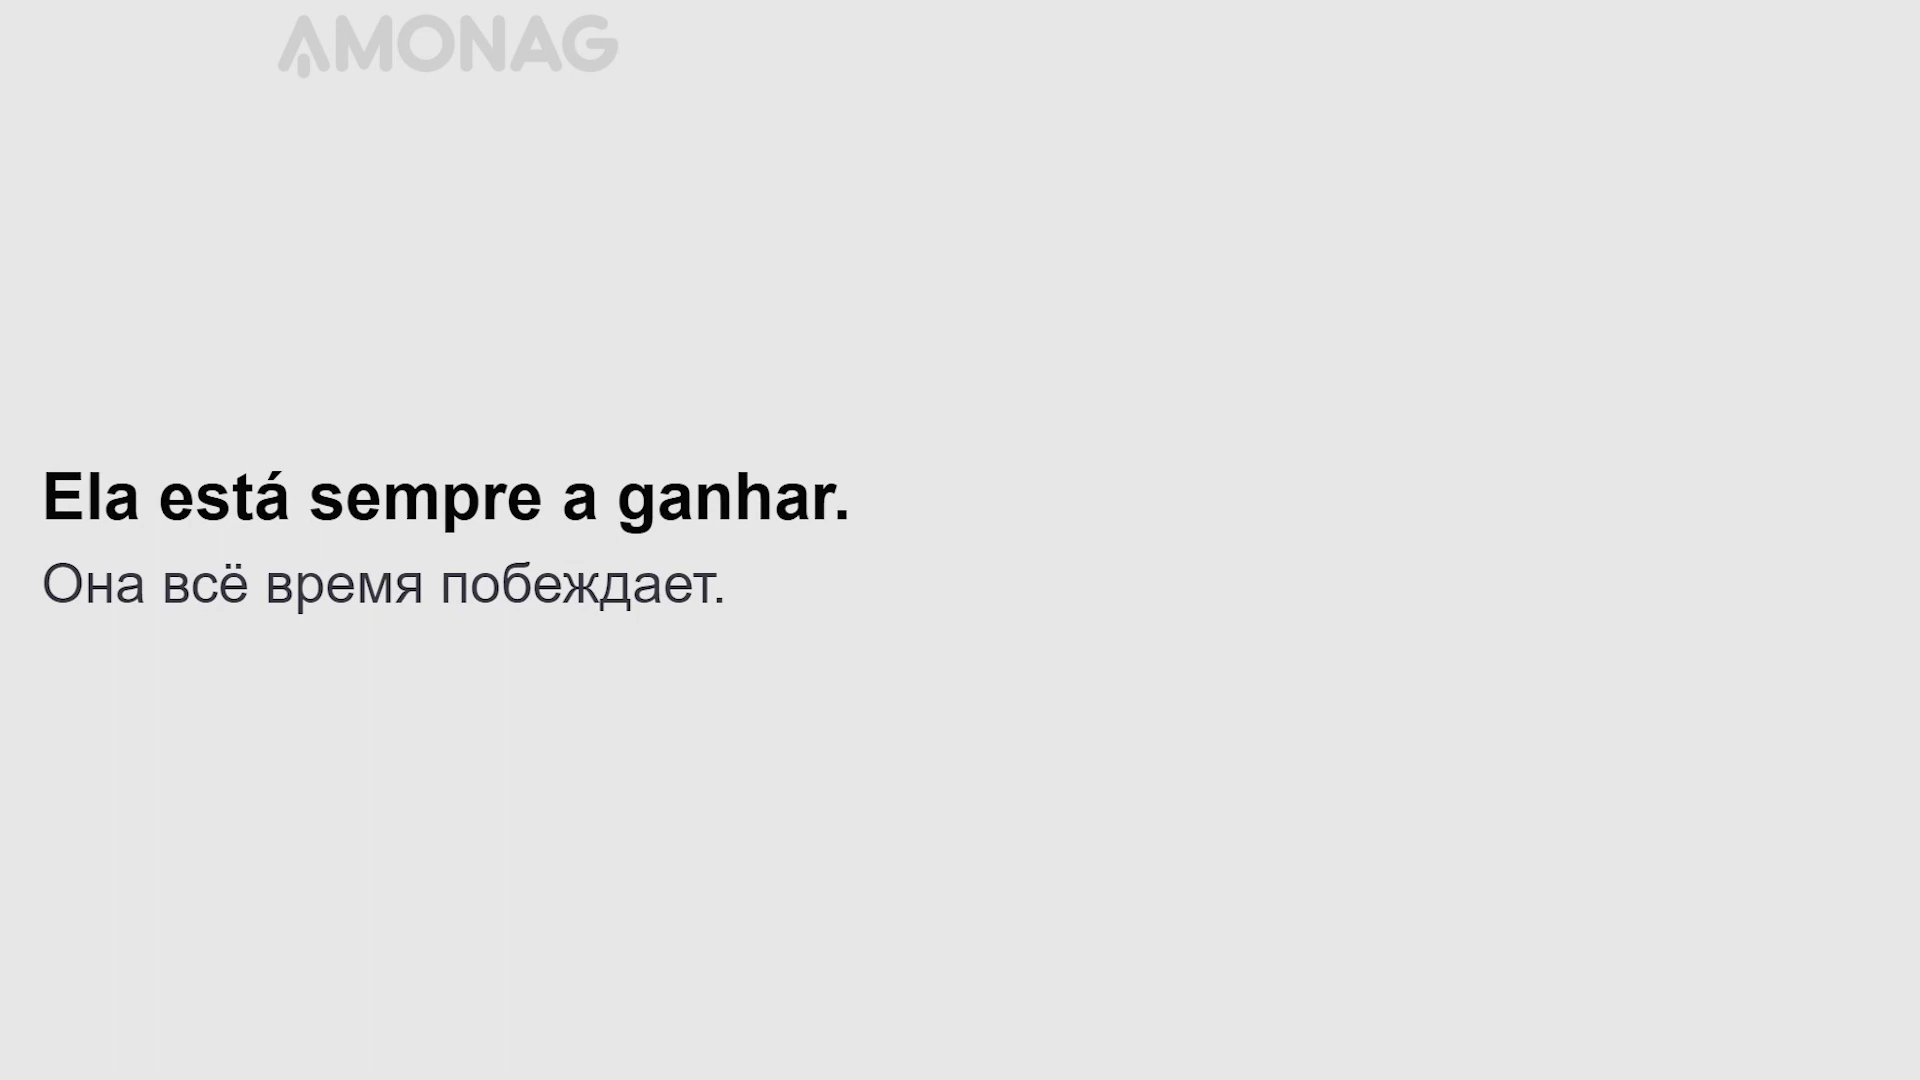 AMONAG
Ela está sempre a ganhar.
Она всё время побеждает.